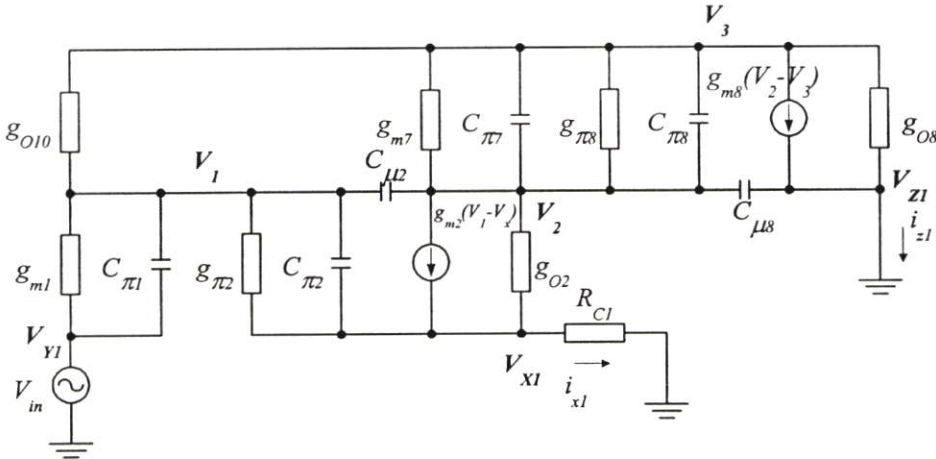 V3
gm8(V2-V3)
gO10
gm7
Cπ7
gπ8
Cπ8
gO8
V1
Cμ2
gm2(V1-Vx)
V2
Cμ8
VZ1
iz1
gm1
Cπ1
gπ2
Cπ2
gO2
RC1
VY1
VX1
ix1
Vin